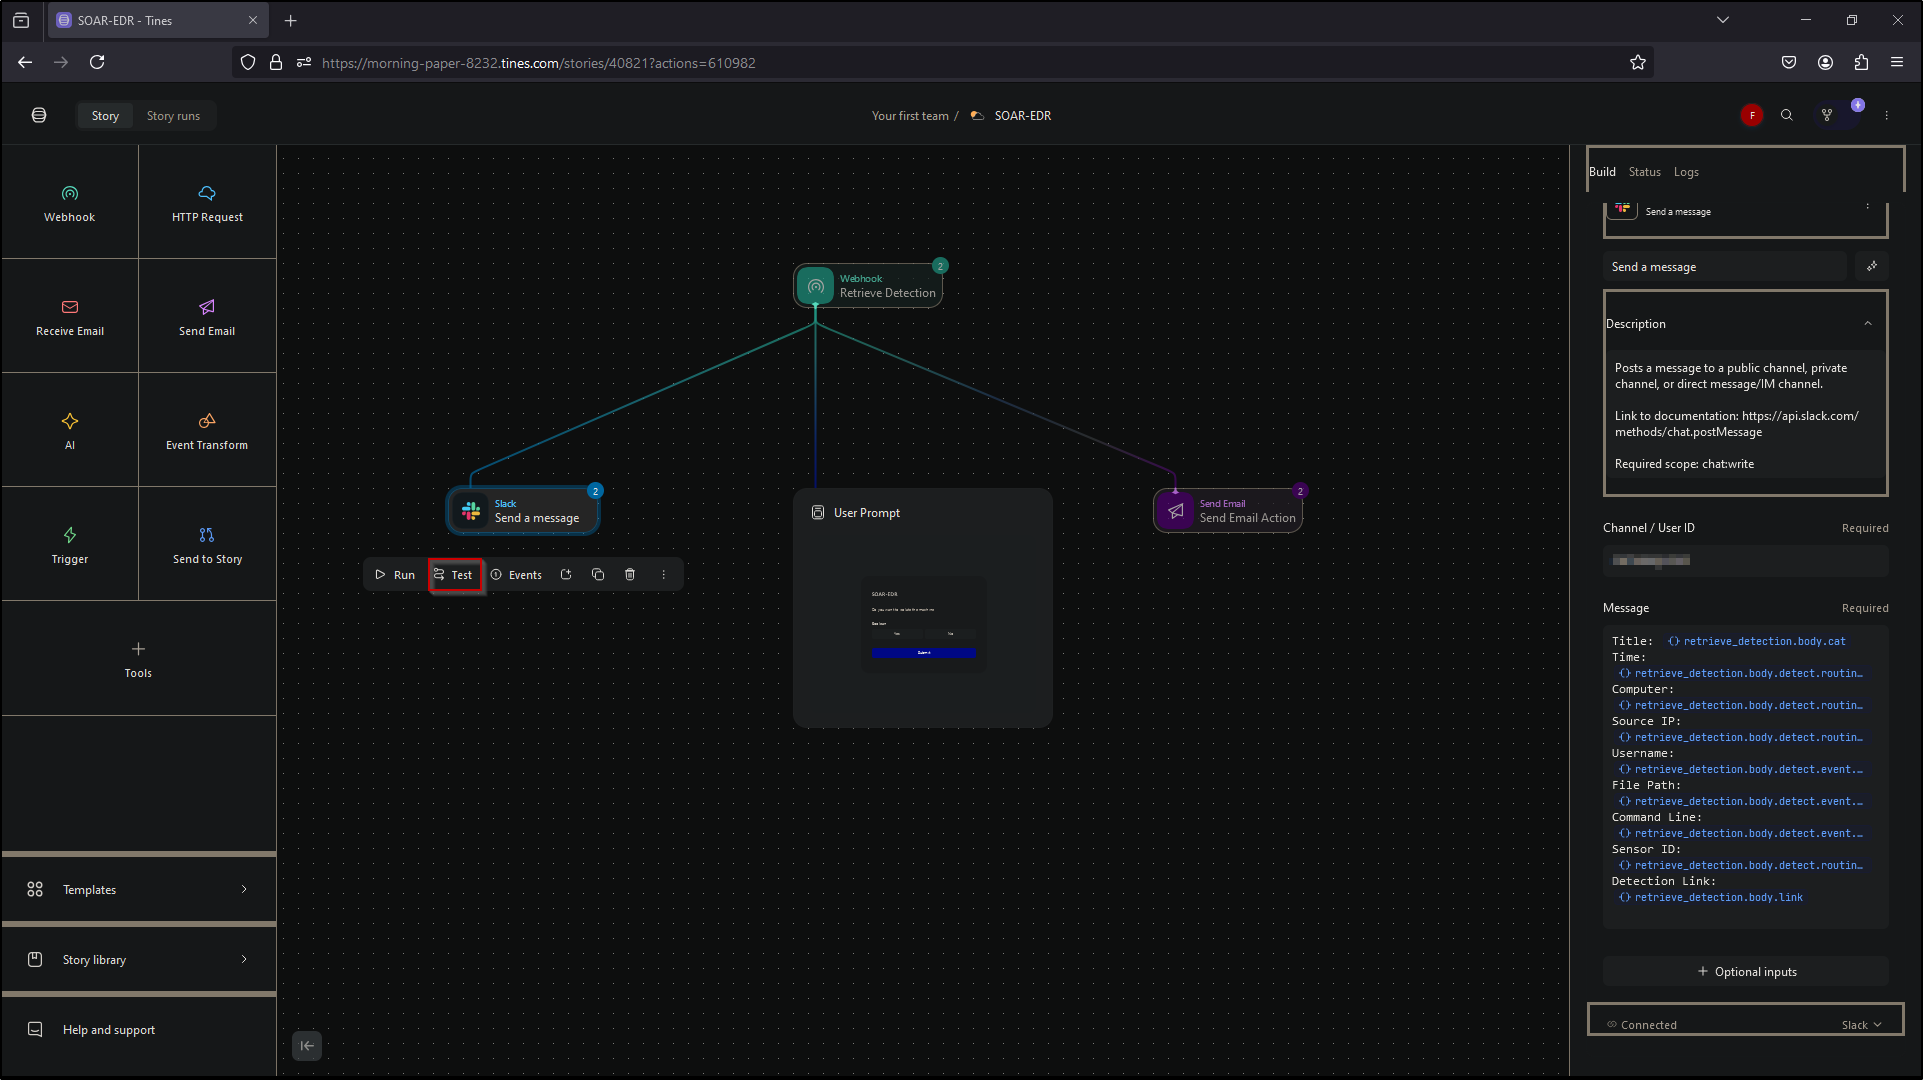 SOAR-EDR - Tines
https://morning-paper-8232.tines.com/stories/40821?actions=610982
Story
Story runs
Your first team /
SOAR-EDR
F
Webhook
HTTP Request
Receive Email
Send Email
AI
Event Transform
Trigger
Send to Story
Tools
Templates
Story library
Help and support
Webhook
Retrieve Detection
2
Slack
Send a message
2
Run
Test
Events
User Prompt
SOAR-EDR
Yes
No
Submit
Send Email
Send Email Action
2
Build
Status
Logs
Send a message
Send a message
Description
Posts a message to a public channel, private
channel, or direct message/IM channel.
Link to documentation: https://api.slack.com/
methods/chat.postMessage
Required scope: chat:write
Channel / User ID
Required
Message
Required
Title: retrieve_detection.body.cat
Time:
retrieve_detection.body.detect.routin…
Computer:
retrieve_detection.body.detect.routin…
Source IP:
retrieve_detection.body.detect.routin…
Username:
retrieve_detection.body.detect.event.…
File Path:
retrieve_detection.body.detect.event.…
Command Line:
retrieve_detection.body.detect.event.…
Sensor ID:
retrieve_detection.body.detect.routin…
Detection Link:
retrieve_detection.body.link
Optional inputs
Connected
Slack